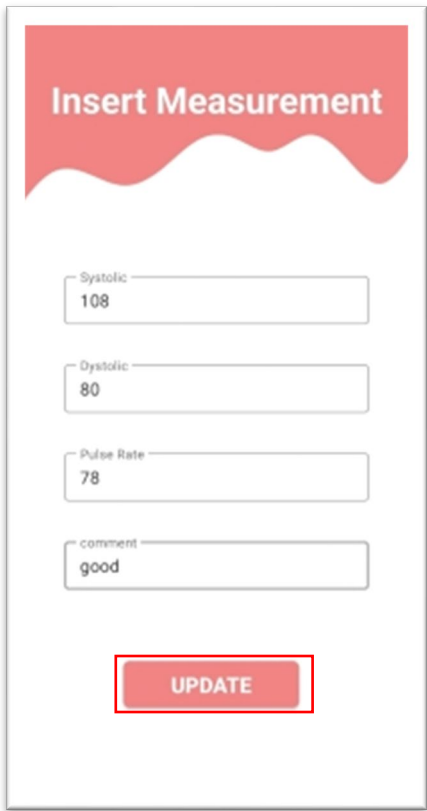 Insert Measurement
Systolic
108
Dystolic
80
Pulse Rate
78
comment
good
UPDATE